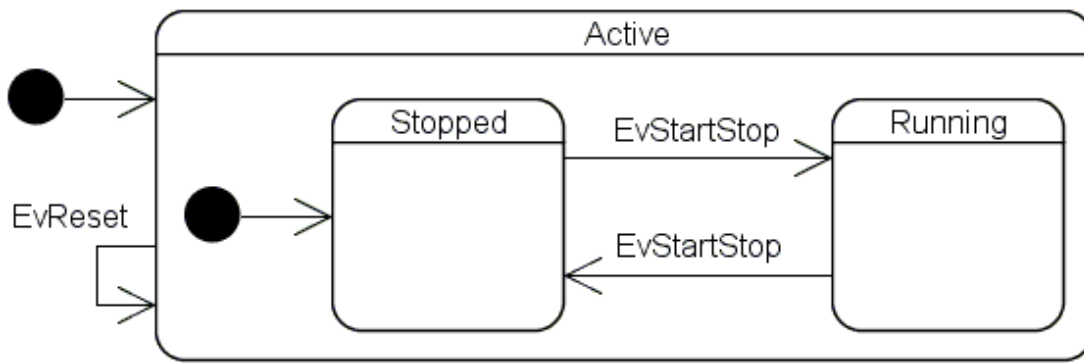 Active
Stopped
EvStartStop
Running
EvReset
EvStartStop